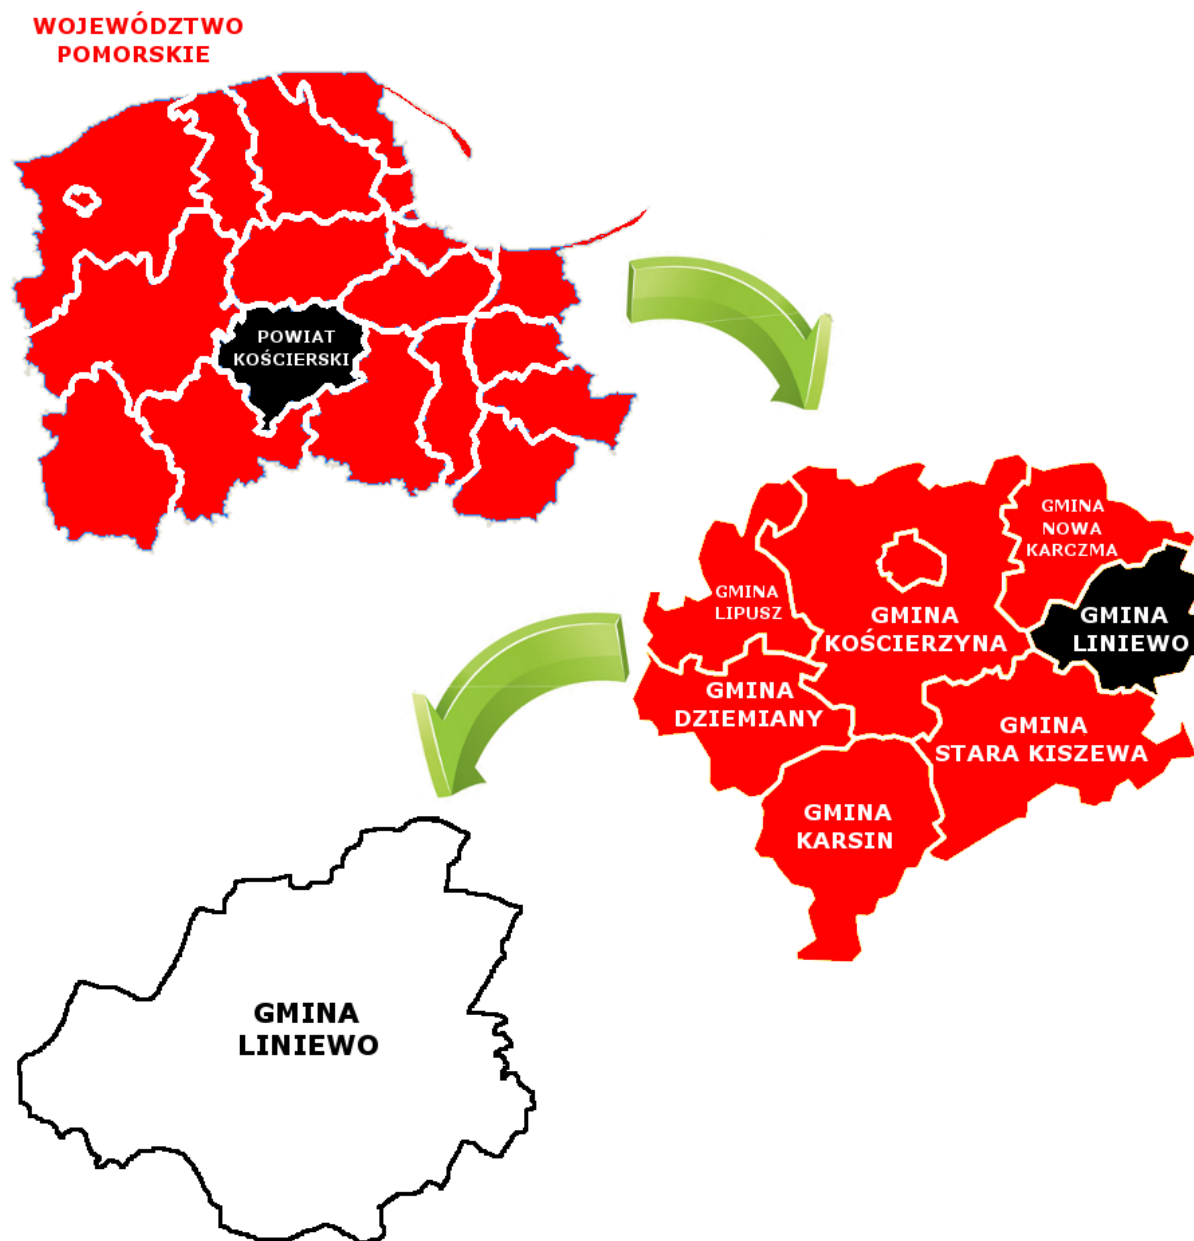 WOJEWÓDZTWO
POMORSKIE
POWIAT
KOŚCIERSKI
GMINA
NOWA
KARCZMA
GMINA
LIPUSZ
GMINA
KOŚCIERZYNA
GMINA
LINIEWO
GMINA
DZIEMIANY
GMINA
STARA KISZEWA
GMINA
KARSIN
GMINA
LINIEWO